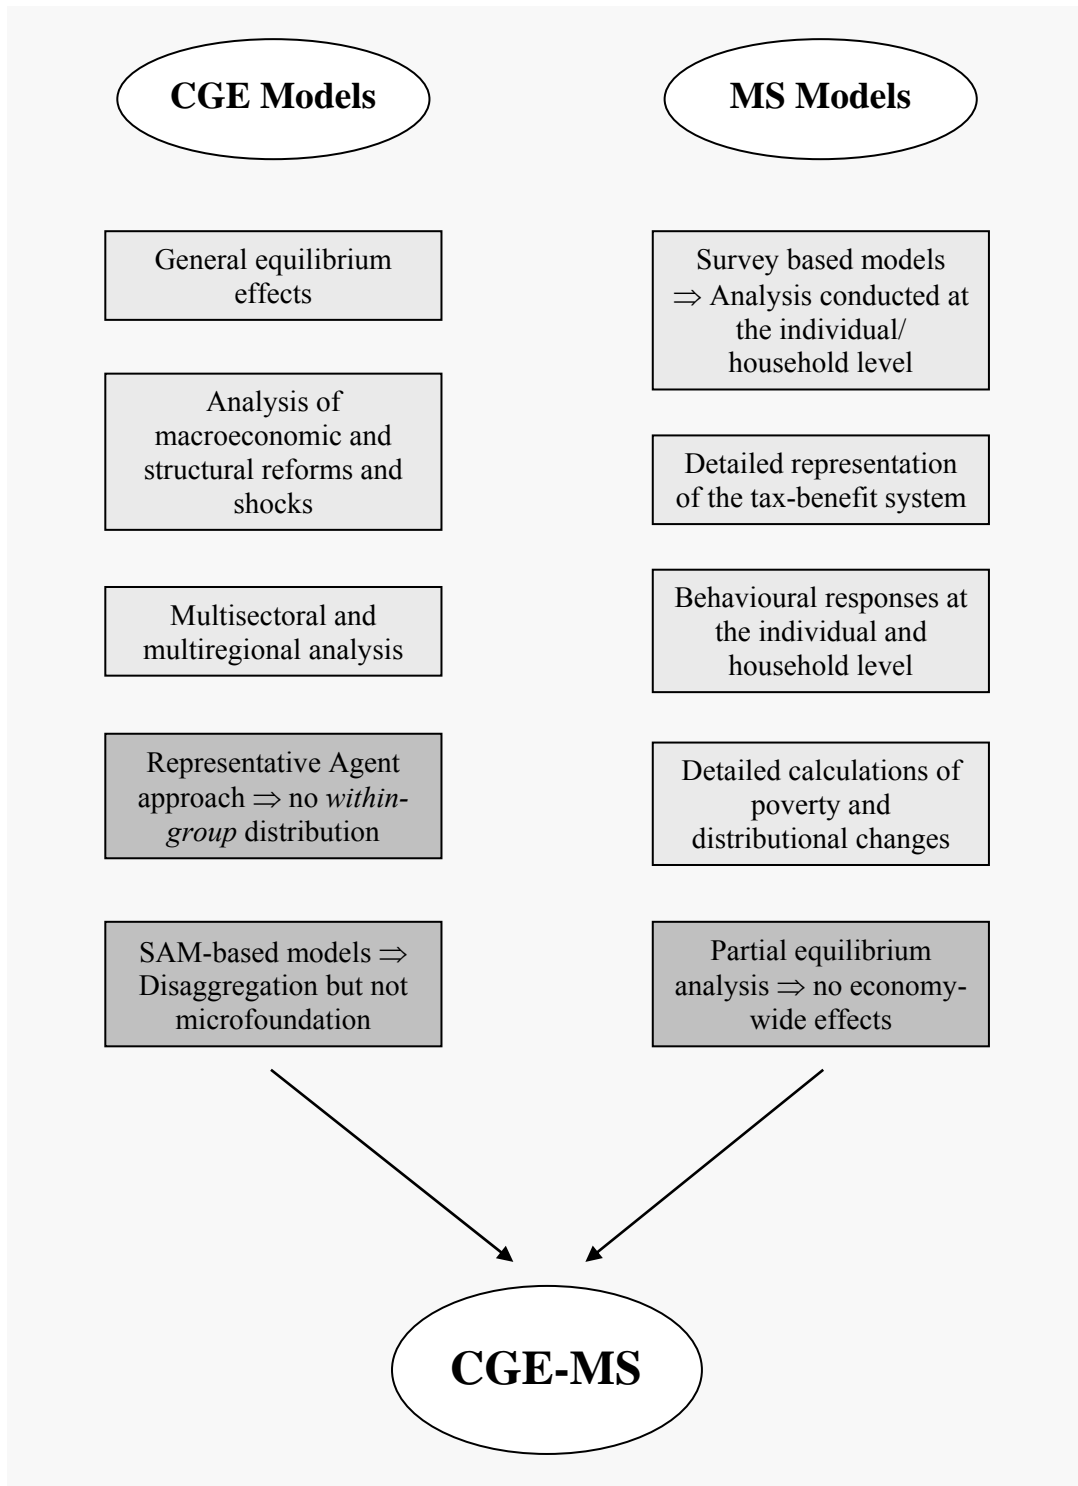 CGE Models
General equilibrium
effects
Analysis of
macroeconomic and
structural reforms and
shocks
Multisectoral and
multiregional analysis
Representative Agent
approach ⇒ no within-
group distribution
SAM-based models ⇒
Disaggregation but not
microfoundation
MS Models
Survey based models
⇒ Analysis conducted at
the individual/
household level
Detailed representation
of the tax-benefit system
Behavioural responses at
the individual and
household level
Detailed calculations of
poverty and
distributional changes
Partial equilibrium
analysis ⇒ no economy-
wide effects
CGE-MS